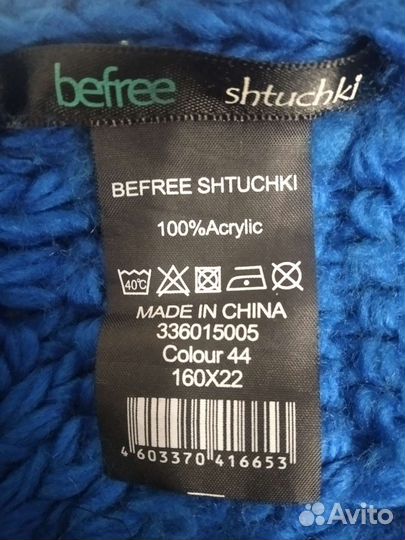 befree shtuchki
BEFREE SHTUCHKI
100%Acrylic
40°C
MADE IN CHINA
336015005
Colour 44
160X22
4 603370 416653
Avito